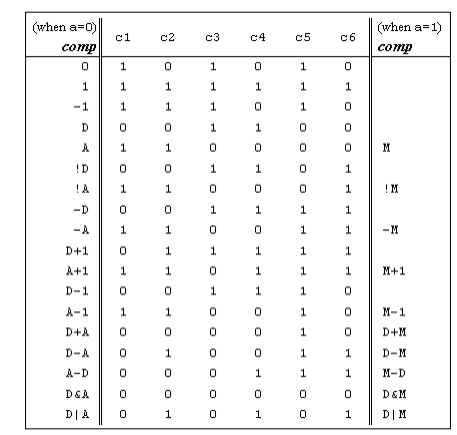 (when a=0) comp c1 c2 c3 c4 c5 c6 (when a=1) comp
0 1 0 1 0 1 0
1 1 1 1 1 1 1
-1 1 1 1 0 1 0
D 0 0 1 1 0 0
A 1 1 0 0 0 0 M
!D 0 0 1 1 0 1
!A 1 1 0 0 0 1 !M
-D 0 0 1 1 1 1
-A 1 1 0 0 1 1 -M
D+1 0 1 1 1 1 1
A+1 1 1 0 1 1 1 M+1
D-1 0 0 1 1 1 0
A-1 1 1 0 0 1 0 M-1
D+A 0 0 0 0 1 0 D+M
D-A 0 1 0 0 1 1 D-M
A-D 0 0 0 1 1 1 M-D
D&A 0 0 0 0 0 0 D&M
D|A 0 1 0 1 0 1 D|M